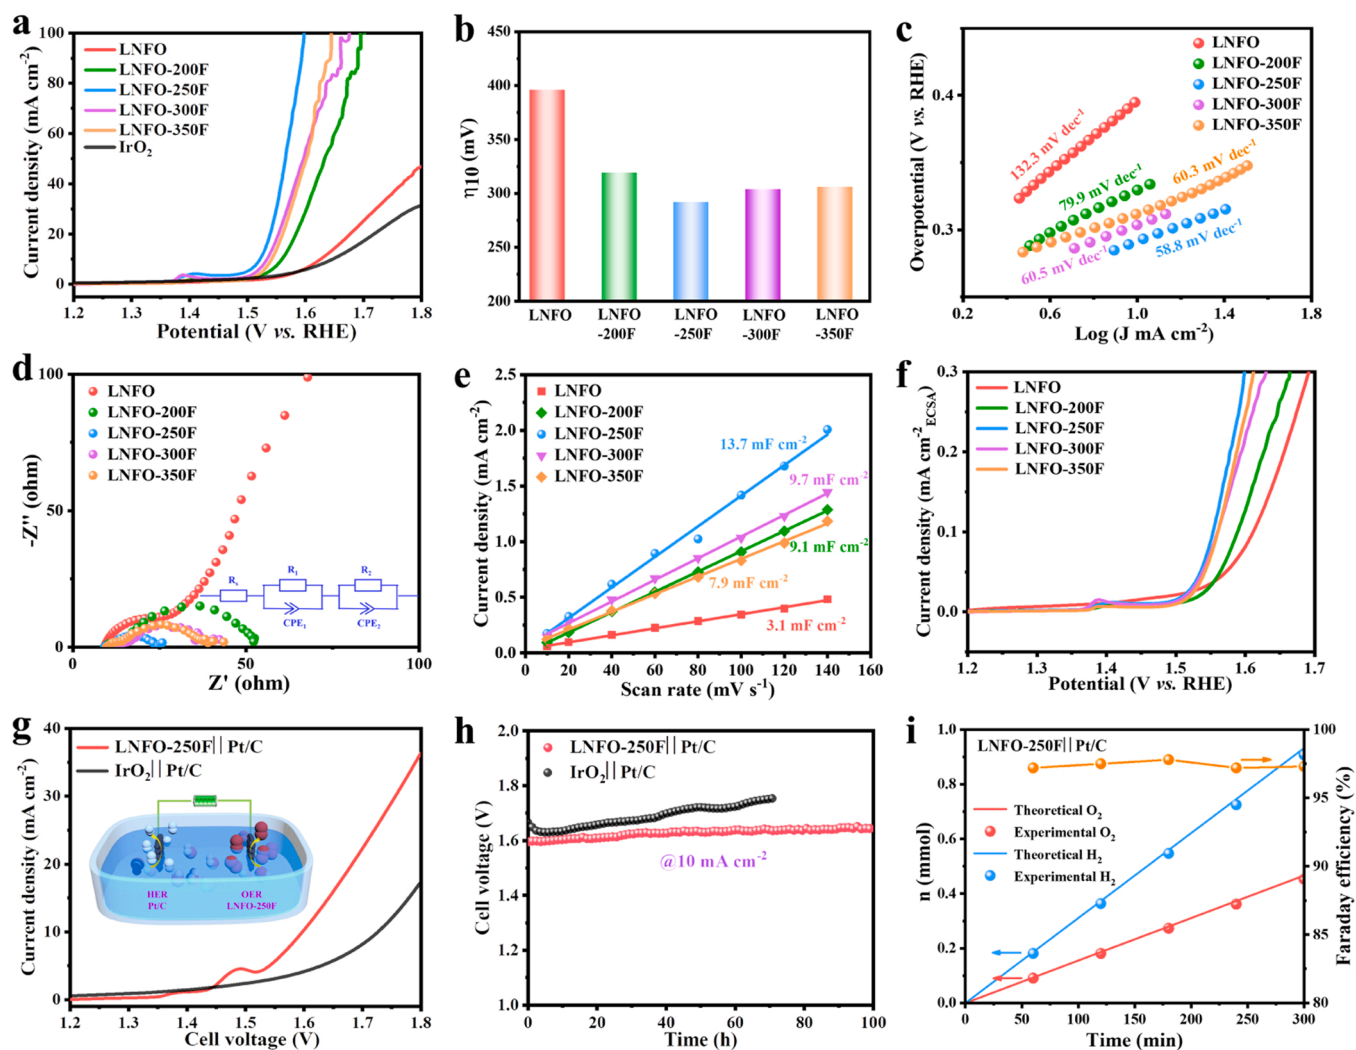 a
100
80
60
40
20
0
Current density (mA cm⁻²)
LNFO
LNFO-200F
LNFO-250F
LNFO-300F
LNFO-350F
IrO₂
1.2 1.3 1.4 1.5 1.6 1.7 1.8
Potential (V vs. RHE)
b
450
400
350
300
250
200
η10 (mV)
LNFO LNFO LNFO LNFO LNFO
-200F -250F -300F -350F
c
0.4
0.3
Overpotential (V vs. RHE)
LNFO
LNFO-200F
LNFO-250F
LNFO-300F
LNFO-350F
132.3 mV dec⁻¹
79.9 mV dec⁻¹
60.3 mV dec⁻¹
60.5 mV dec⁻¹
58.8 mV dec⁻¹
0.2 0.6 1.0 1.4 1.8
Log (J mA cm⁻²)
d
100
50
0
-Z'' (ohm)
LNFO
LNFO-200F
LNFO-250F
LNFO-300F
LNFO-350F
Rs R₁ R₂
CPE₁ CPE₂
0 50 100
Z' (ohm)
e
2.5
2.0
1.5
1.0
0.5
0.0
Current density (mA cm⁻²)
LNFO
LNFO-200F
LNFO-250F
LNFO-300F
LNFO-350F
13.7 mF cm⁻²
9.7 mF cm⁻²
9.1 mF cm⁻²
7.9 mF cm⁻²
3.1 mF cm⁻²
0 20 40 60 80 100 120 140 160
Scan rate (mV s⁻¹)
f
0.3
0.2
0.1
0.0
Current density (mA cm⁻²ECSA)
LNFO
LNFO-200F
LNFO-250F
LNFO-300F
LNFO-350F
1.2 1.3 1.4 1.5 1.6 1.7
Potential (V vs. RHE)
g
40
30
20
10
0
Current density (mA cm⁻²)
LNFO-250F||Pt/C
IrO₂||Pt/C
HER OER
Pt/C LNFO-250F
1.2 1.3 1.4 1.5 1.6 1.7 1.8
Cell voltage (V)
h
2.0
1.8
1.6
1.4
1.2
1.0
Cell voltage (V)
LNFO-250F||Pt/C
IrO₂||Pt/C
@10 mA cm⁻²
0 20 40 60 80 100
Time (h)
i
1.0
0.8
0.6
0.4
0.2
0.0
n (mmol)
LNFO-250F||Pt/C
Theoretical O₂
Experimental O₂
Theoretical H₂
Experimental H₂
100
95
90
85
80
Faraday efficiency (%)
0 60 120 180 240 300
Time (min)